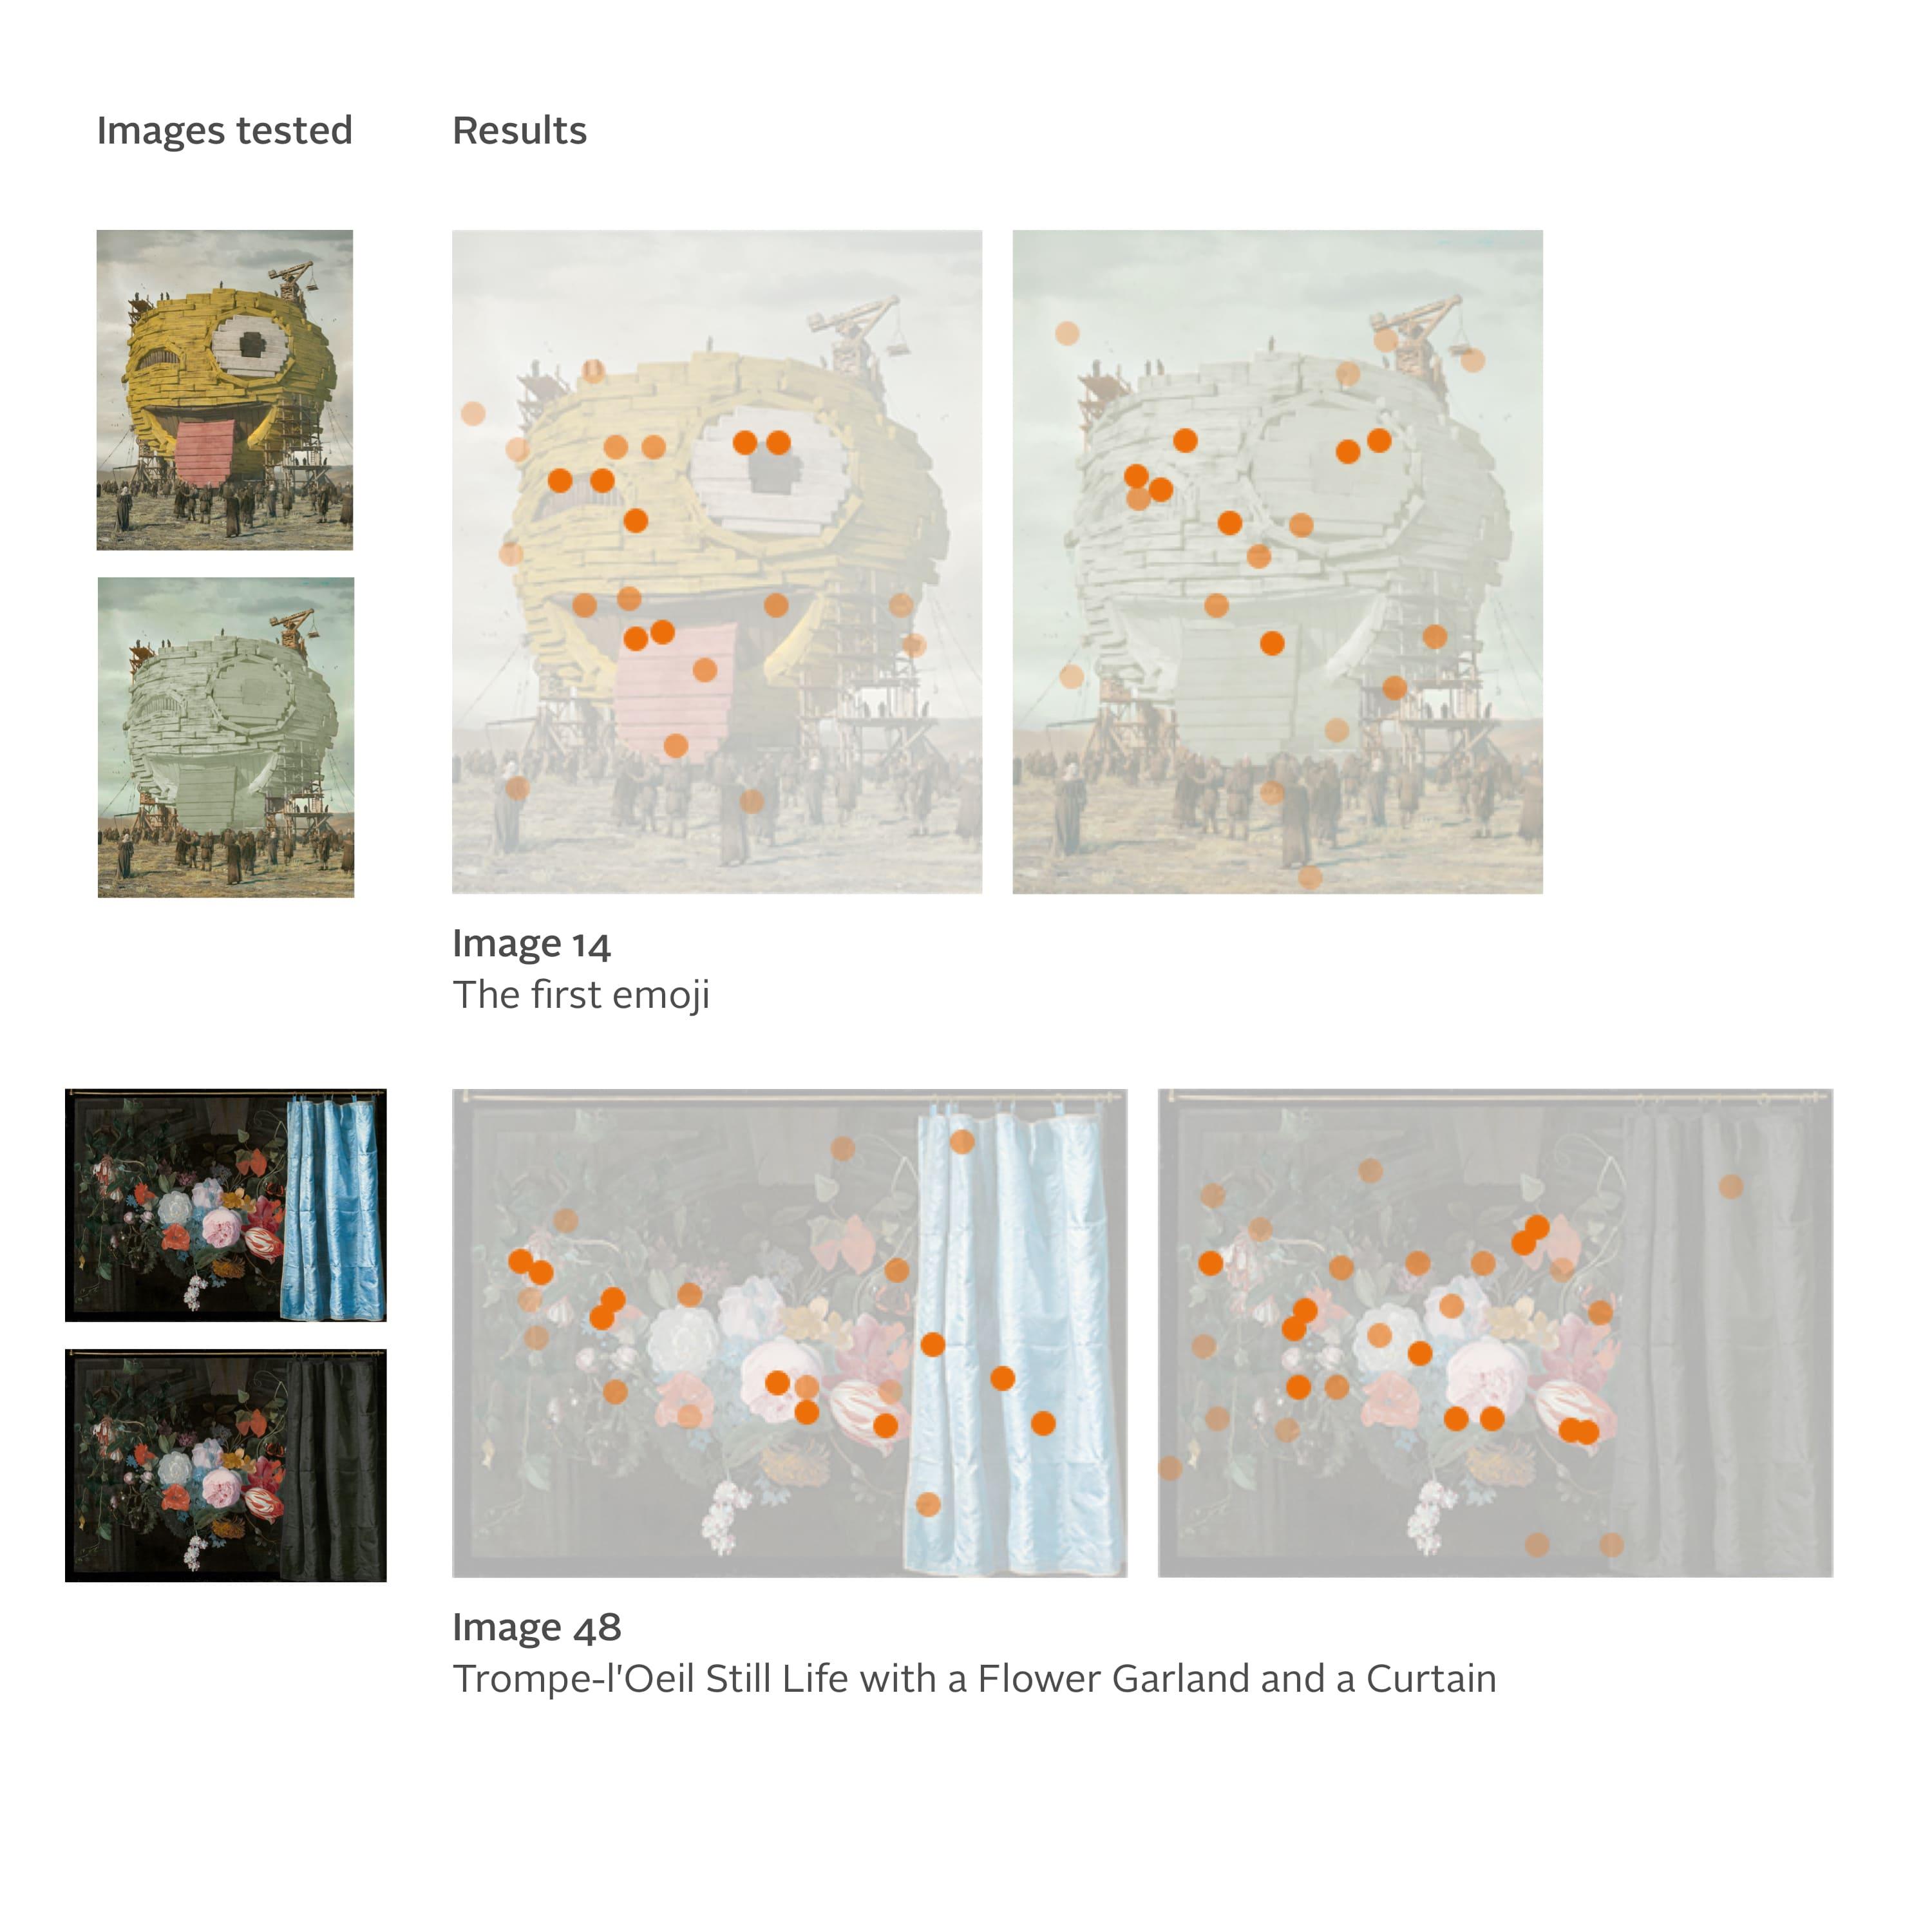 Images tested
Results
Image 14
The first emoji
Image 48
Trompe-l'Oeil Still Life with a Flower Garland and a Curtain